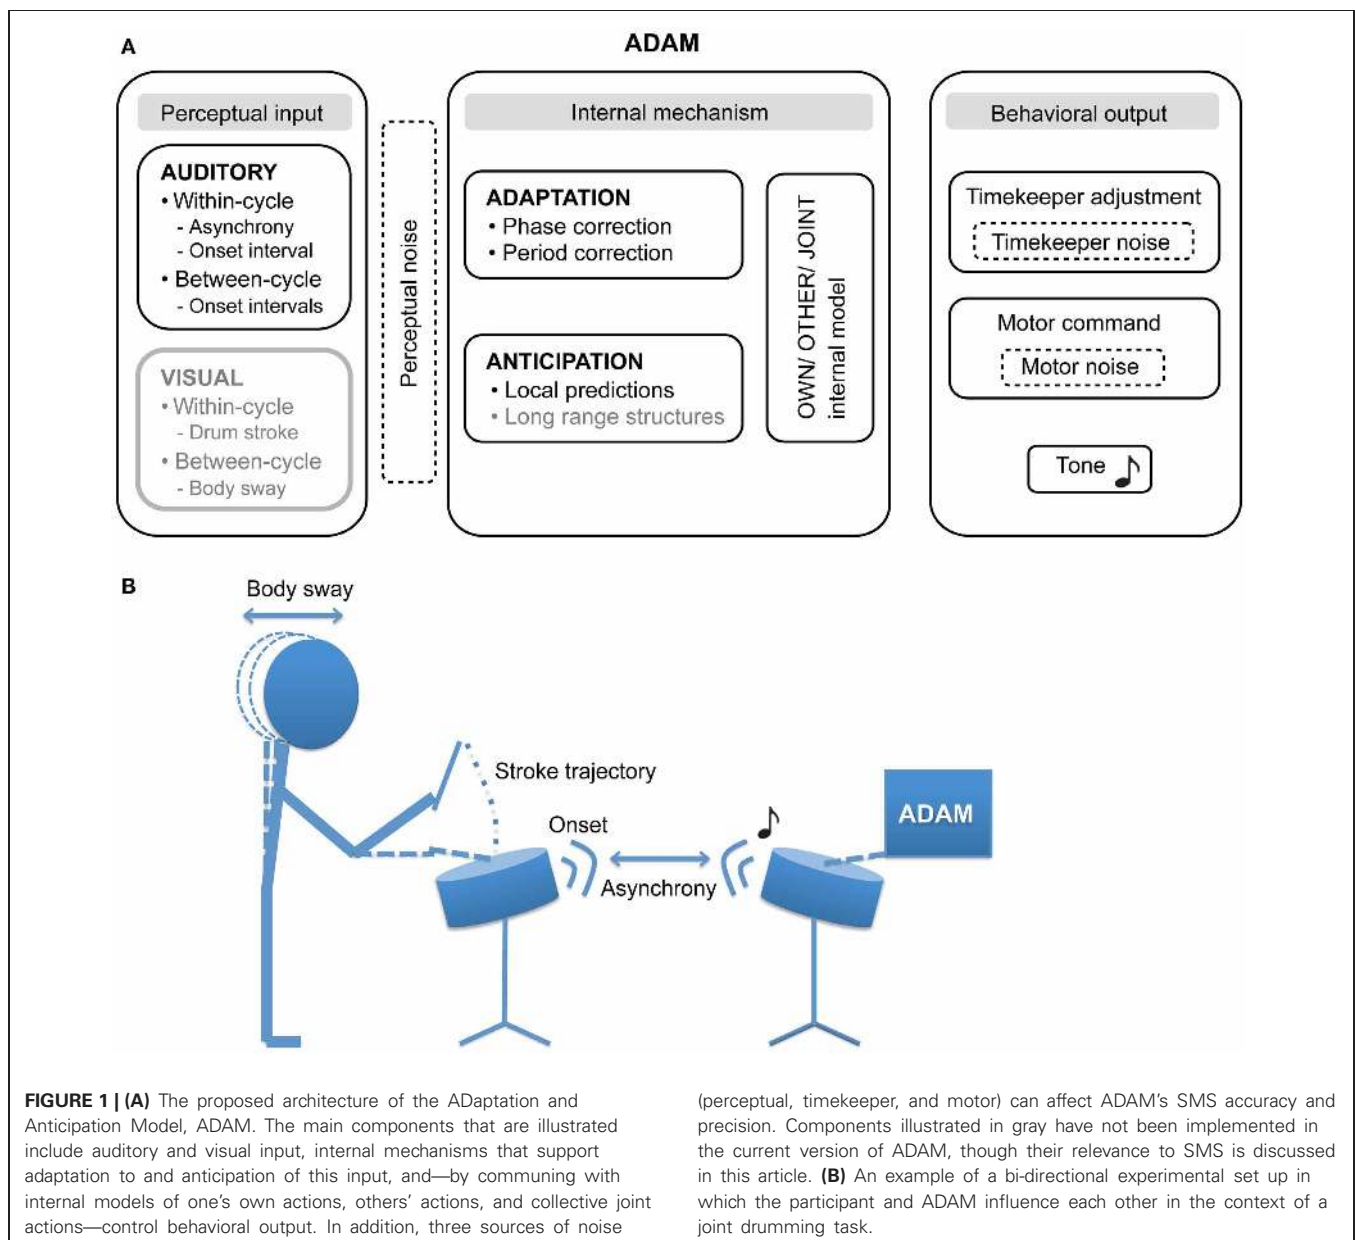 A
ADAM
Perceptual input
AUDITORY
• Within-cycle
- Asynchrony
- Onset interval
• Between-cycle
- Onset intervals
VISUAL
• Within-cycle
- Drum stroke
• Between-cycle
- Body sway
Perceptual noise
Internal mechanism
ADAPTATION
• Phase correction
• Period correction
ANTICIPATION
• Local predictions
• Long range structures
OWN/ OTHER/ JOINT
internal model
Behavioral output
Timekeeper adjustment
Timekeeper noise
Motor command
Motor noise
Tone
B
Body sway
Stroke trajectory
Onset
Asynchrony
ADAM
FIGURE 1 | (A) The proposed architecture of the ADaptation and
Anticipation Model, ADAM. The main components that are illustrated
include auditory and visual input, internal mechanisms that support
adaptation to and anticipation of this input, and—by communing with
internal models of one's own actions, others' actions, and collective joint
actions—control behavioral output. In addition, three sources of noise
(perceptual, timekeeper, and motor) can affect ADAM's SMS accuracy and
precision. Components illustrated in gray have not been implemented in
the current version of ADAM, though their relevance to SMS is discussed
in this article. (B) An example of a bi-directional experimental set up in
which the participant and ADAM influence each other in the context of a
joint drumming task.